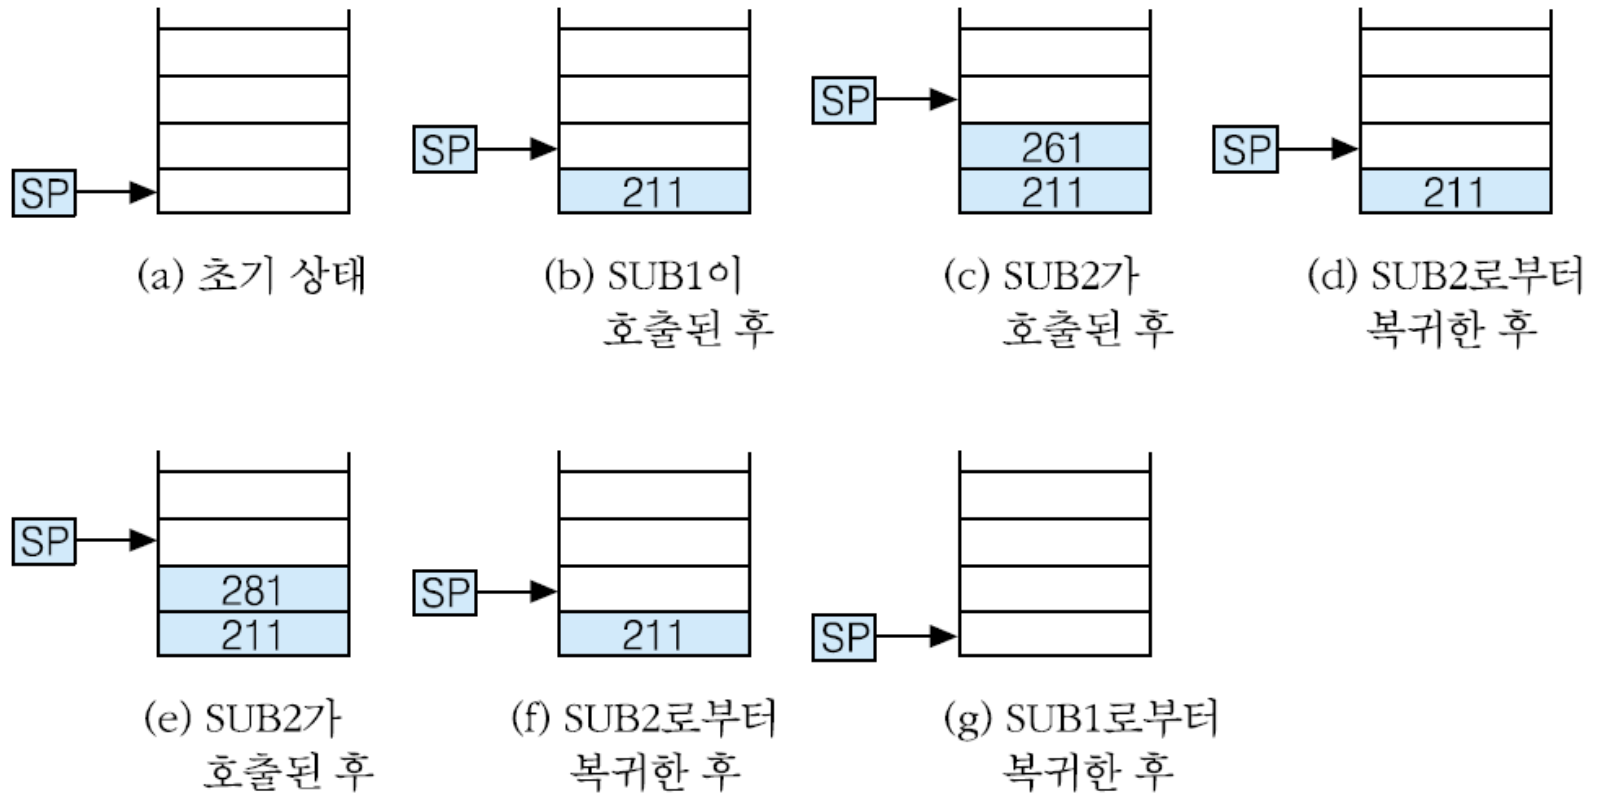 SP
(a) 초기 상태
SP
211
(b) SUB1이
호출된 후
SP
261
211
(c) SUB2가
호출된 후
SP
211
(d) SUB2로부터
복귀한 후
SP
281
211
(e) SUB2가
호출된 후
SP
211
(f) SUB2로부터
복귀한 후
SP
(g) SUB1로부터
복귀한 후